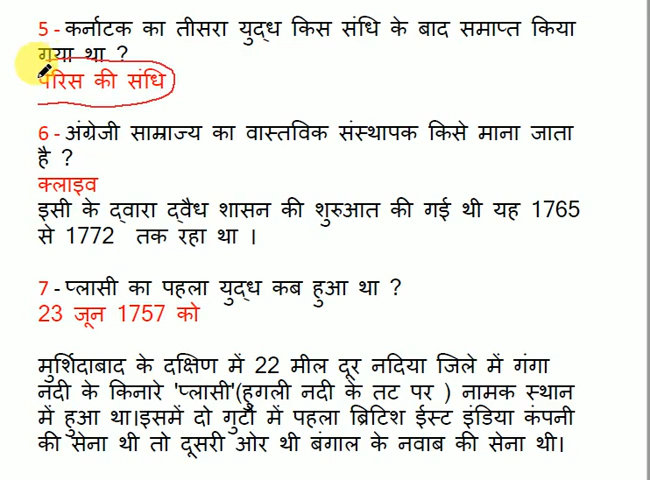 5 - कर्नाटक का तीसरा युद्ध किस संधि के बाद समाप्त किया
गया था ?
पेरिस की संधि
6 - अंग्रेजी साम्राज्य का वास्तविक संस्थापक किसे माना जाता
है ?
क्लाइव
इसी के द्वारा द्वैध शासन की शुरुआत की गई थी यह 1765
से 1772 तक रहा था ।
7 - प्लासी का पहला युद्ध कब हुआ था ?
23 जून 1757 को
मुर्शिदाबाद के दक्षिण में 22 मील दूर नदिया जिले में गंगा
नदी के किनारे 'प्लासी'(हुगली नदी के तट पर ) नामक स्थान
में हुआ था।इसमें दो गुटों में पहला ब्रिटिश ईस्ट इंडिया कंपनी
की सेना थी तो दूसरी ओर थी बंगाल के नवाब की सेना थी।